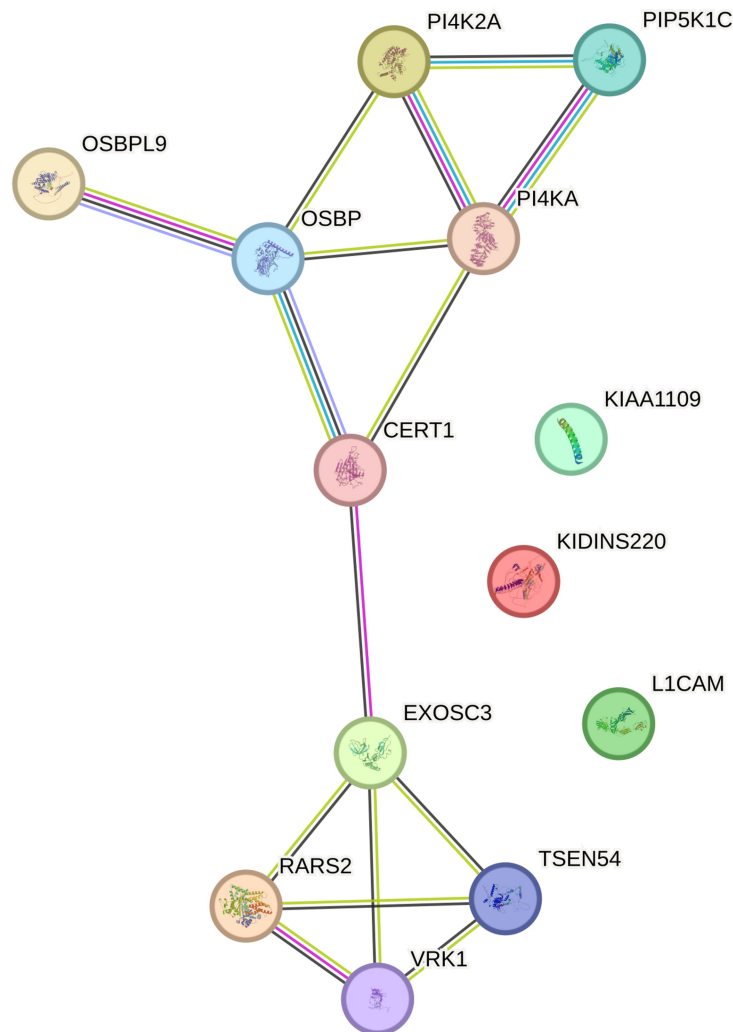 PI4K2A
PIP5K1C
OSBPL9
OSBP
PI4KA
KIAA1109
CERT1
KIDINS220
L1CAM
EXOSC3
RARS2
TSEN54
VRK1